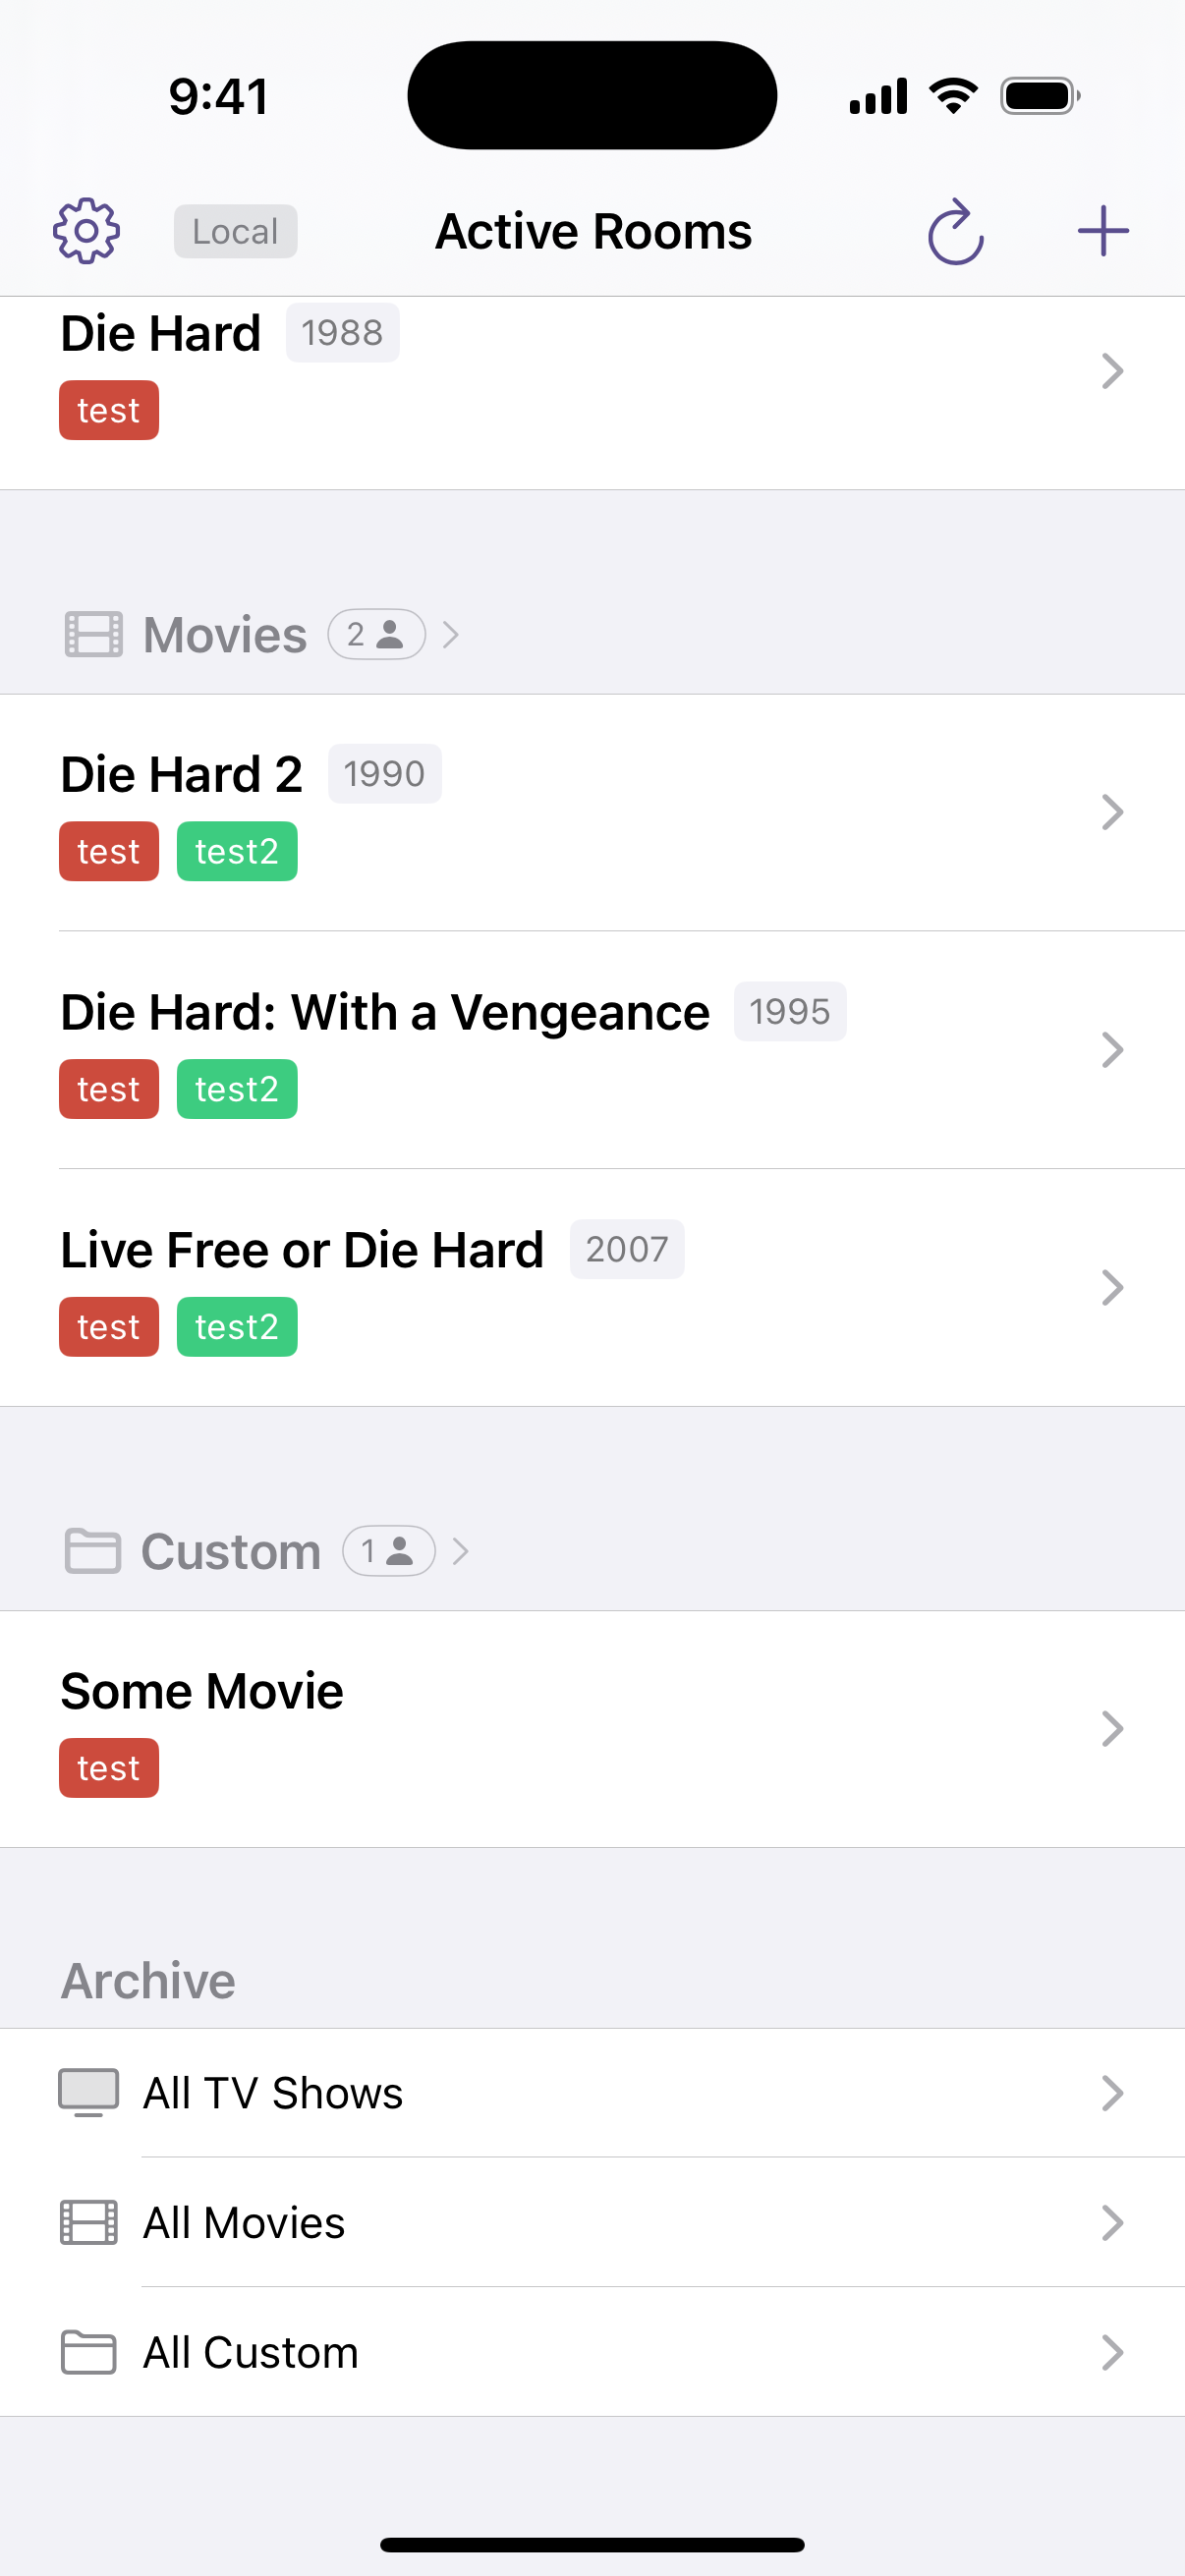 9:41
Local Active Rooms
Die Hard 1988
test
Movies 2
Die Hard 2 1990
test test2
Die Hard: With a Vengeance 1995
test test2
Live Free or Die Hard 2007
test test2
Custom 1
Some Movie
test
Archive
All TV Shows
All Movies
All Custom